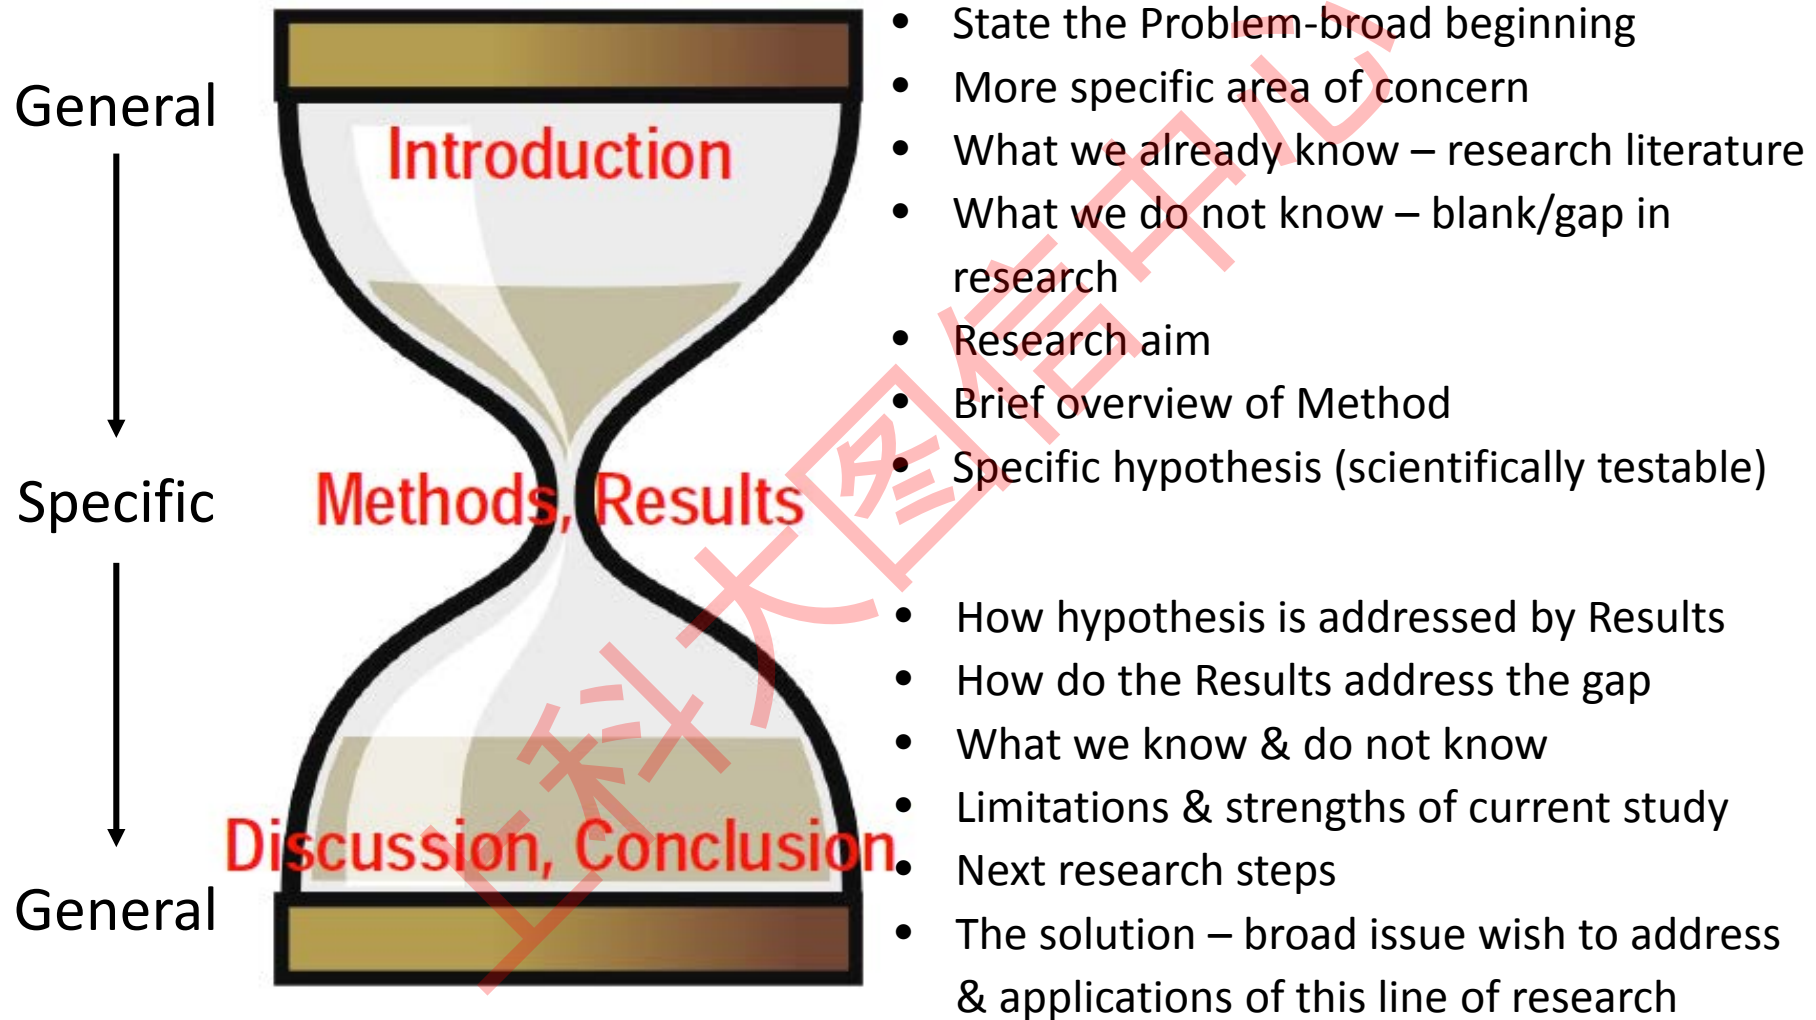 General
Specific
General
Introduction
Methods, Results
Discussion, Conclusion
• State the Problem-broad beginning
• More specific area of concern
• What we already know – research literature
• What we do not know – blank/gap in
research
• Research aim
• Brief overview of Method
• Specific hypothesis (scientifically testable)
• How hypothesis is addressed by Results
• How do the Results address the gap
• What we know & do not know
• Limitations & strengths of current study
• Next research steps
• The solution – broad issue wish to address
& applications of this line of research
上科大图信中心